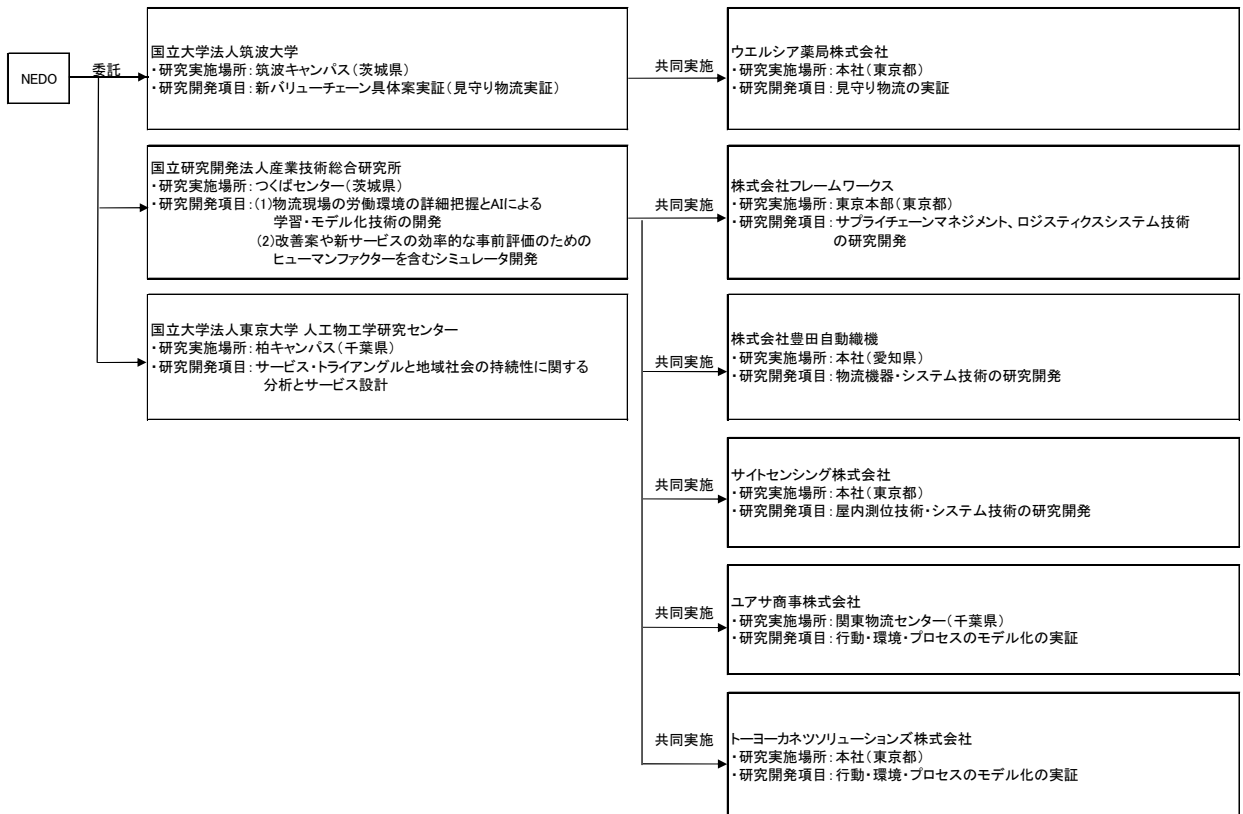 NEDO
委託
国立大学法人筑波大学
・研究実施場所：筑波キャンパス（茨城県）
・研究開発項目：新バリューチェーン具体案実証（見守り物流実証）
共同実施
ウエルシア薬局株式会社
・研究実施場所：本社（東京都）
・研究開発項目：見守り物流の実証
国立研究開発法人産業技術総合研究所
・研究実施場所：つくばセンター（茨城県）
・研究開発項目：(1)物流現場の労働環境の詳細把握とAIによる
学習・モデル化技術の開発
(2)改善案や新サービスの効率的な事前評価のための
ヒューマンファクターを含むシミュレータ開発
共同実施
株式会社フレームワークス
・研究実施場所：東京本部（東京都）
・研究開発項目：サプライチェーンマネジメント、ロジスティクスシステム技術
の研究開発
国立大学法人東京大学 人工物工学研究センター
・研究実施場所：柏キャンパス（千葉県）
・研究開発項目：サービス・トライアングルと地域社会の持続性に関する
分析とサービス設計
共同実施
株式会社豊田自動織機
・研究実施場所：本社（愛知県）
・研究開発項目：物流機器・システム技術の研究開発
共同実施
サイトセンシング株式会社
・研究実施場所：本社（東京都）
・研究開発項目：屋内測位技術・システム技術の研究開発
共同実施
ユアサ商事株式会社
・研究実施場所：関東物流センター（千葉県）
・研究開発項目：行動・環境・プロセスのモデル化の実証
共同実施
トーヨーカネツソリューションズ株式会社
・研究実施場所：本社（東京都）
・研究開発項目：行動・環境・プロセスのモデル化の実証